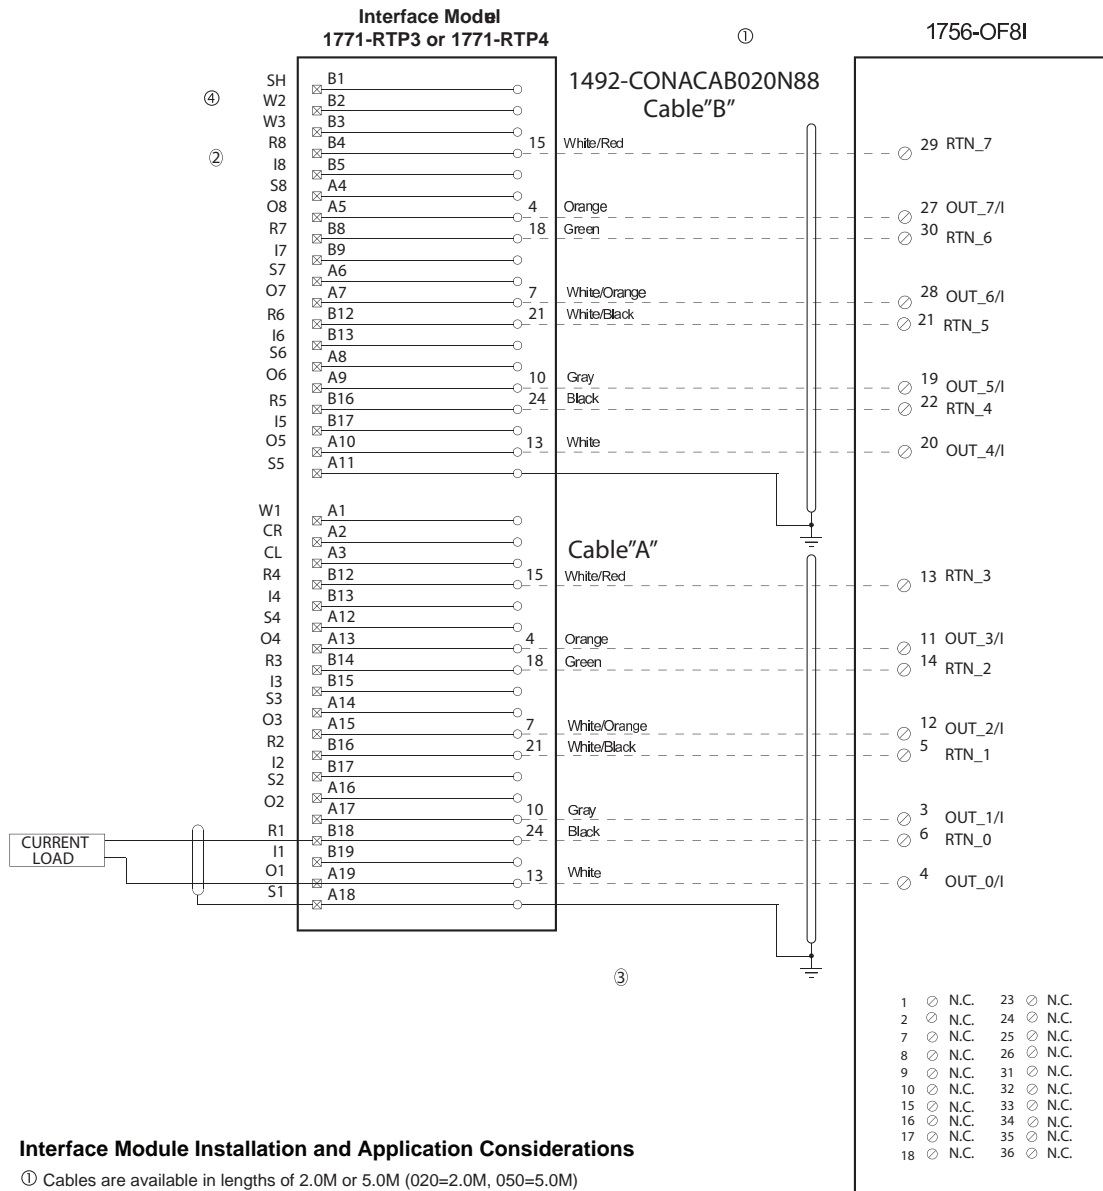 Interface Model
1771-RTP3 or 1771-RTP4
①
1756-OF8I
1492-CONACAB020N88
Cable"B"
④
②
SH B1
W2 B2
W3 B3
R8 B4 15 White/Red 29 RTN_7
I8 B5
S8 A4
O8 A5 4 Orange 27 OUT_7/I
R7 B8 18 Green 30 RTN_6
I7 B9
S7 A6
O7 A7 7 White/Orange 28 OUT_6/I
R6 B12 21 White/Black 21 RTN_5
I6 B13
S6 A8
O6 A9 10 Gray 19 OUT_5/I
R5 B16 24 Black 22 RTN_4
I5 B17
O5 A10 13 White 20 OUT_4/I
S5 A11
W1 A1
CR A2
CL A3
Cable"A"
R4 B12 15 White/Red 13 RTN_3
I4 B13
S4 A12
O4 A13 4 Orange 11 OUT_3/I
R3 B14 18 Green 14 RTN_2
I3 B15
S3 A14
O3 A15 7 White/Orange 12 OUT_2/I
R2 B16 21 White/Black 5 RTN_1
I2 B17
S2 A16
O2 A17 10 Gray 3 OUT_1/I
R1 B18 24 Black 6 RTN_0
CURRENT
LOAD
I1 B19
O1 A19 13 White 4 OUT_0/I
S1 A18
③
1 N.C. 23 N.C.
2 N.C. 24 N.C.
7 N.C. 25 N.C.
8 N.C. 26 N.C.
9 N.C. 31 N.C.
10 N.C. 32 N.C.
15 N.C. 33 N.C.
16 N.C. 34 N.C.
17 N.C. 35 N.C.
18 N.C. 36 N.C.
Interface Module Installation and Application Considerations
① Cables are available in lengths of 2.0M or 5.0M (020=2.0M, 050=5.0M)